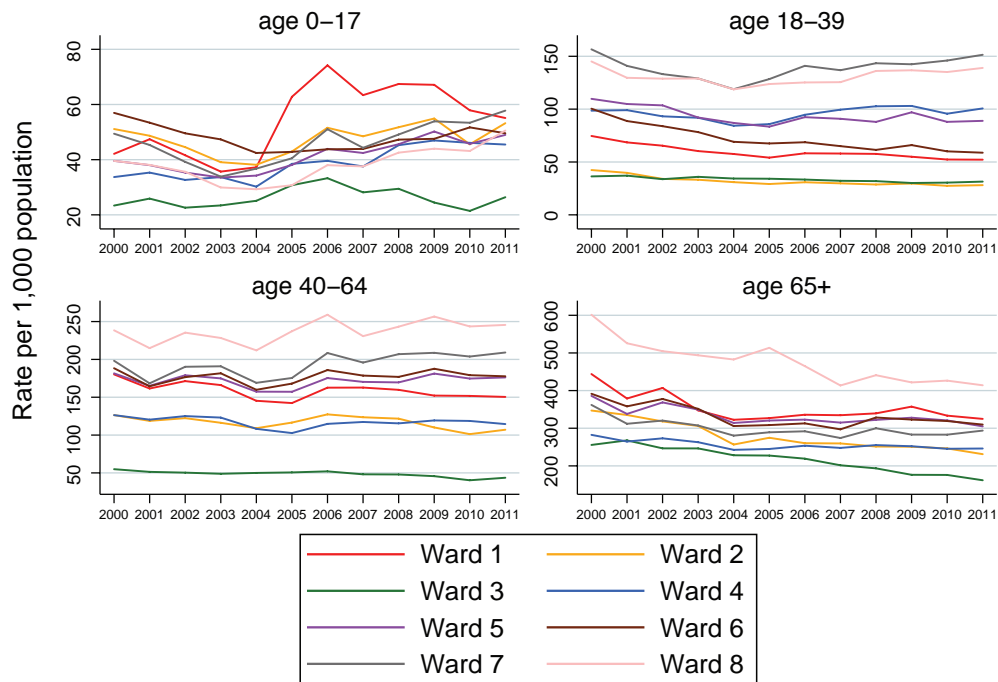 age 0−17
age 18−39
80
60
40
20
2000 2001 2002 2003 2004 2005 2006 2007 2008 2009 2010 2011
150
100
50
0
2000 2001 2002 2003 2004 2005 2006 2007 2008 2009 2010 2011
Rate per 1,000 population
age 40−64
age 65+
250
200
150
100
50
2000 2001 2002 2003 2004 2005 2006 2007 2008 2009 2010 2011
600
500
400
300
200
2000 2001 2002 2003 2004 2005 2006 2007 2008 2009 2010 2011
Ward 1
Ward 2
Ward 3
Ward 4
Ward 5
Ward 6
Ward 7
Ward 8